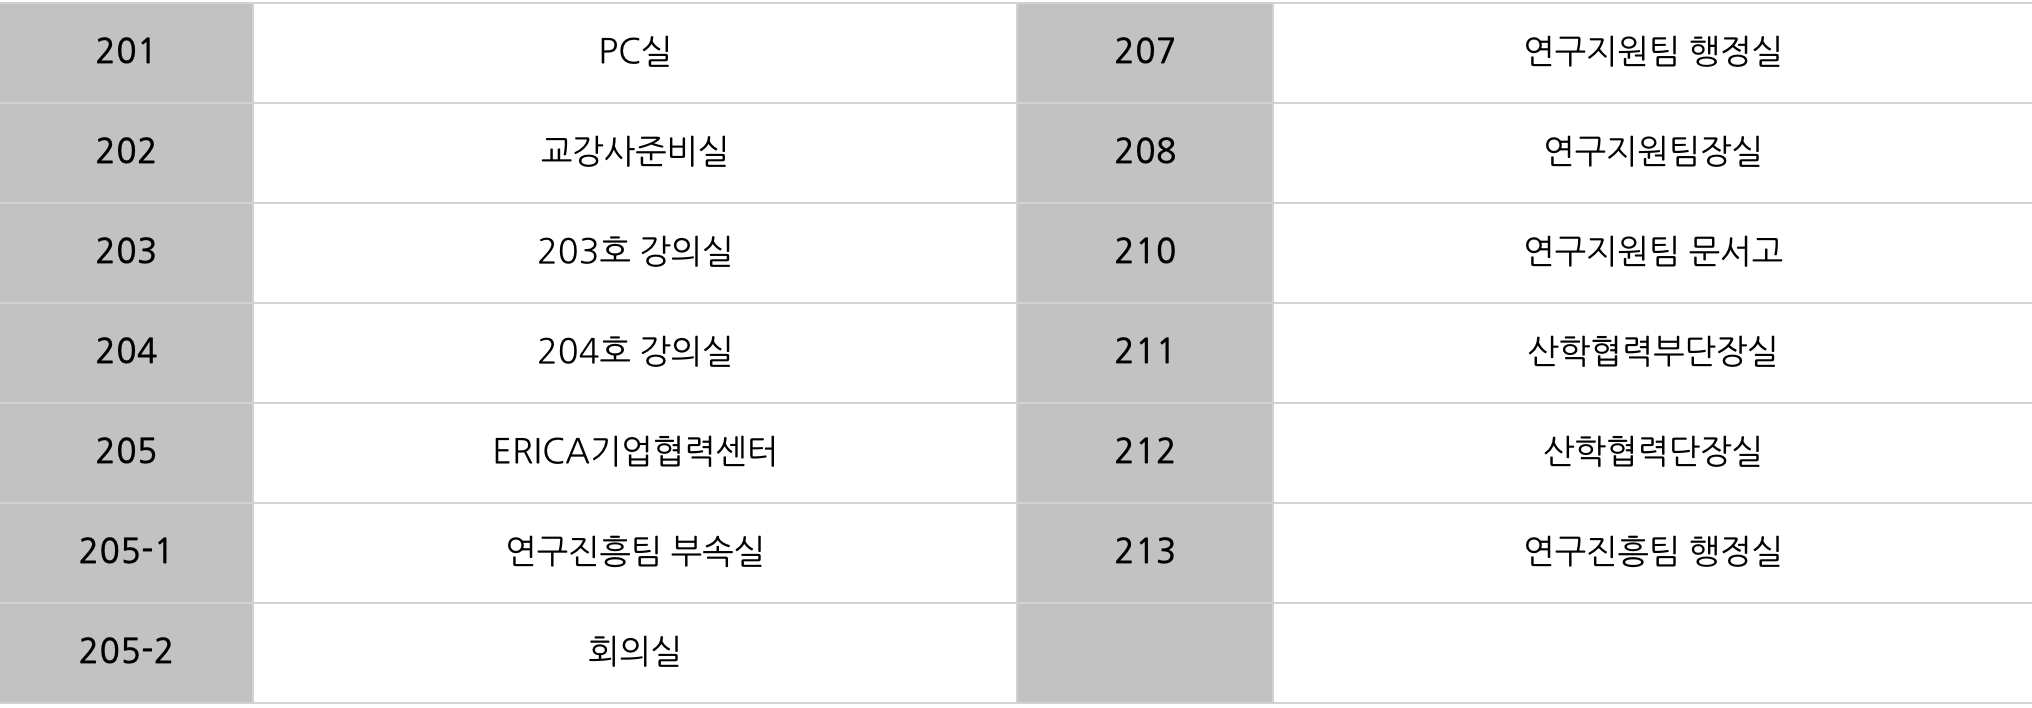 201 PC실 207 연구지원팀 행정실
202 교강사준비실 208 연구지원팀장실
203 203호 강의실 210 연구지원팀 문서고
204 204호 강의실 211 산학협력부단장실
205 ERICA기업협력센터 212 산학협력단장실
205-1 연구진흥팀 부속실 213 연구진흥팀 행정실
205-2 회의실